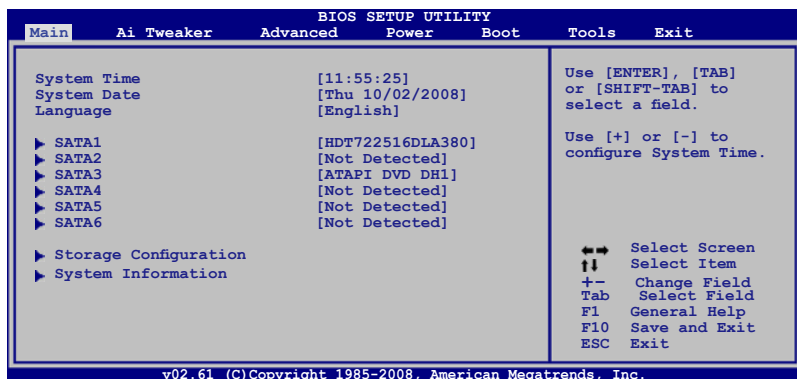 BIOS SETUP UTILITY
Main Ai Tweaker Advanced Power Boot Tools Exit
System Time [11:55:25]
System Date [Thu 10/02/2008]
Language [English]
SATA1 [HDT722516DLA380]
SATA2 [Not Detected]
SATA3 [ATAPI DVD DH1]
SATA4 [Not Detected]
SATA5 [Not Detected]
SATA6 [Not Detected]
Storage Configuration
System Information
Use [ENTER], [TAB]
or [SHIFT-TAB] to
select a field.
Use [+] or [-] to
configure System Time.
Select Screen
Select Item
+- Change Field
Tab Select Field
F1 General Help
F10 Save and Exit
ESC Exit
v02.61 (C)Copyright 1985-2008, American Megatrends, Inc.